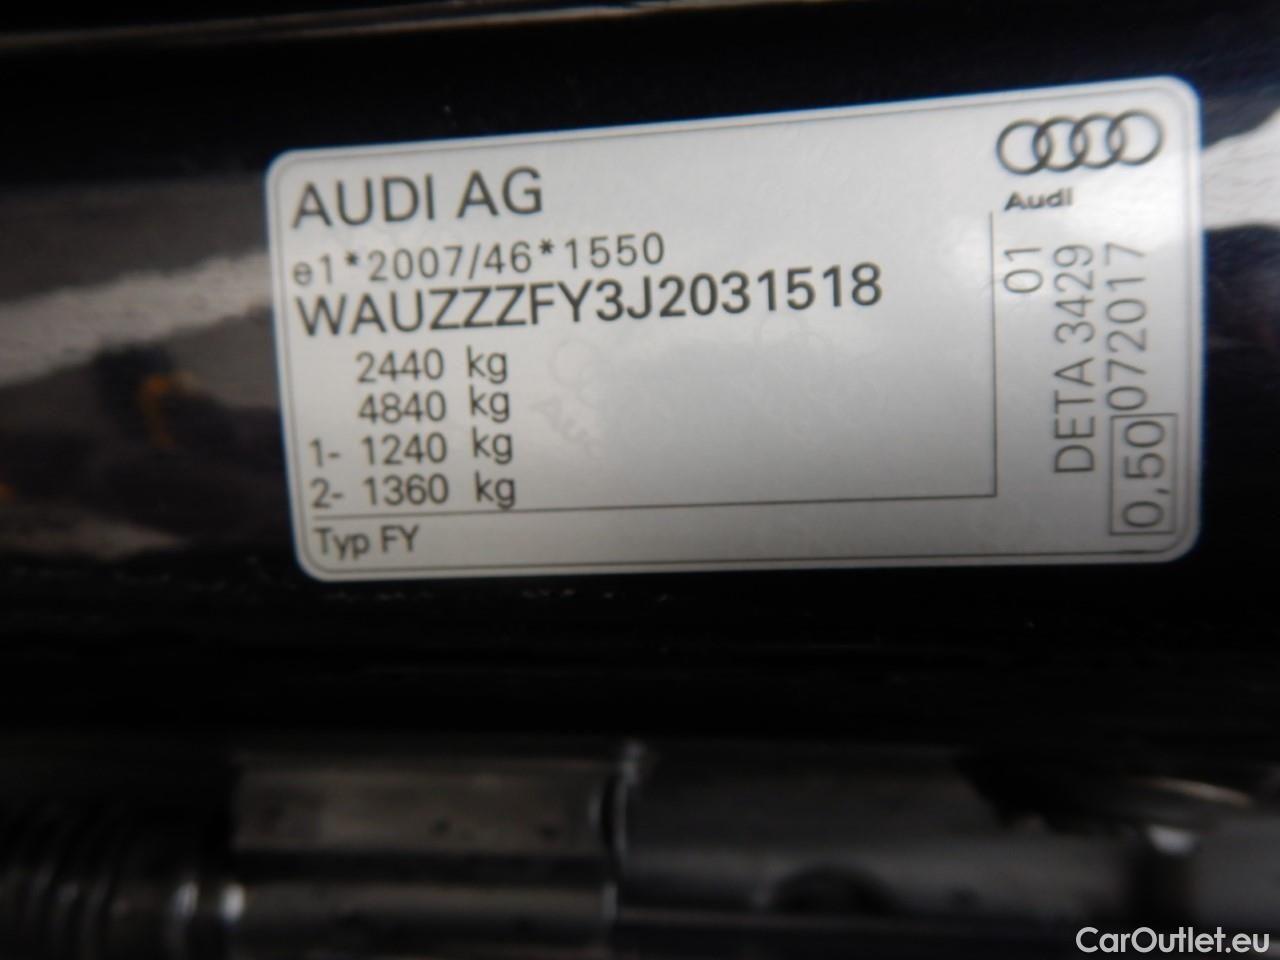 AUDI AG
e1*2007/46*1550
WAUZZZFY3J2031518
2440 kg
4840 kg
1- 1240 kg
2- 1360 kg
Typ FY
Audi
01
DETA 3429
0,50 072017
Audi
CarOutlet.eu